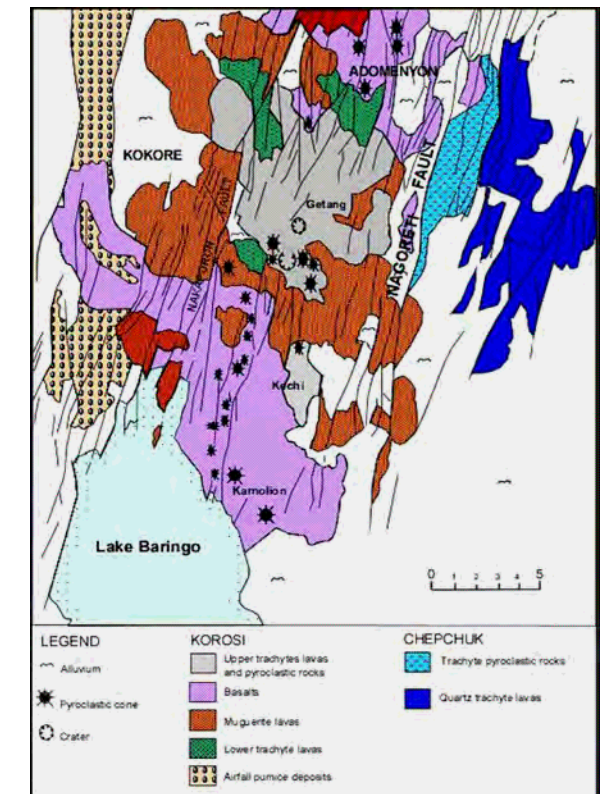 ADOMENYON
KOKORE
NAGORETI FAULT
Getang
NAKAPORON FAULT
Kechi
Kamolion
Lake Baringo
0 1 2 3 4 5
LEGEND
Alluvium
Pyroclastic cone
Crater
KOROSI
Upper trachytes lavas
and pyroclastic rocks
Basalts
Muguerite lavas
Lower trachyte lavas
Airfall pumice deposits
CHEPCHUK
Trachyte pyroclastic rocks
Quartz trachyte lavas